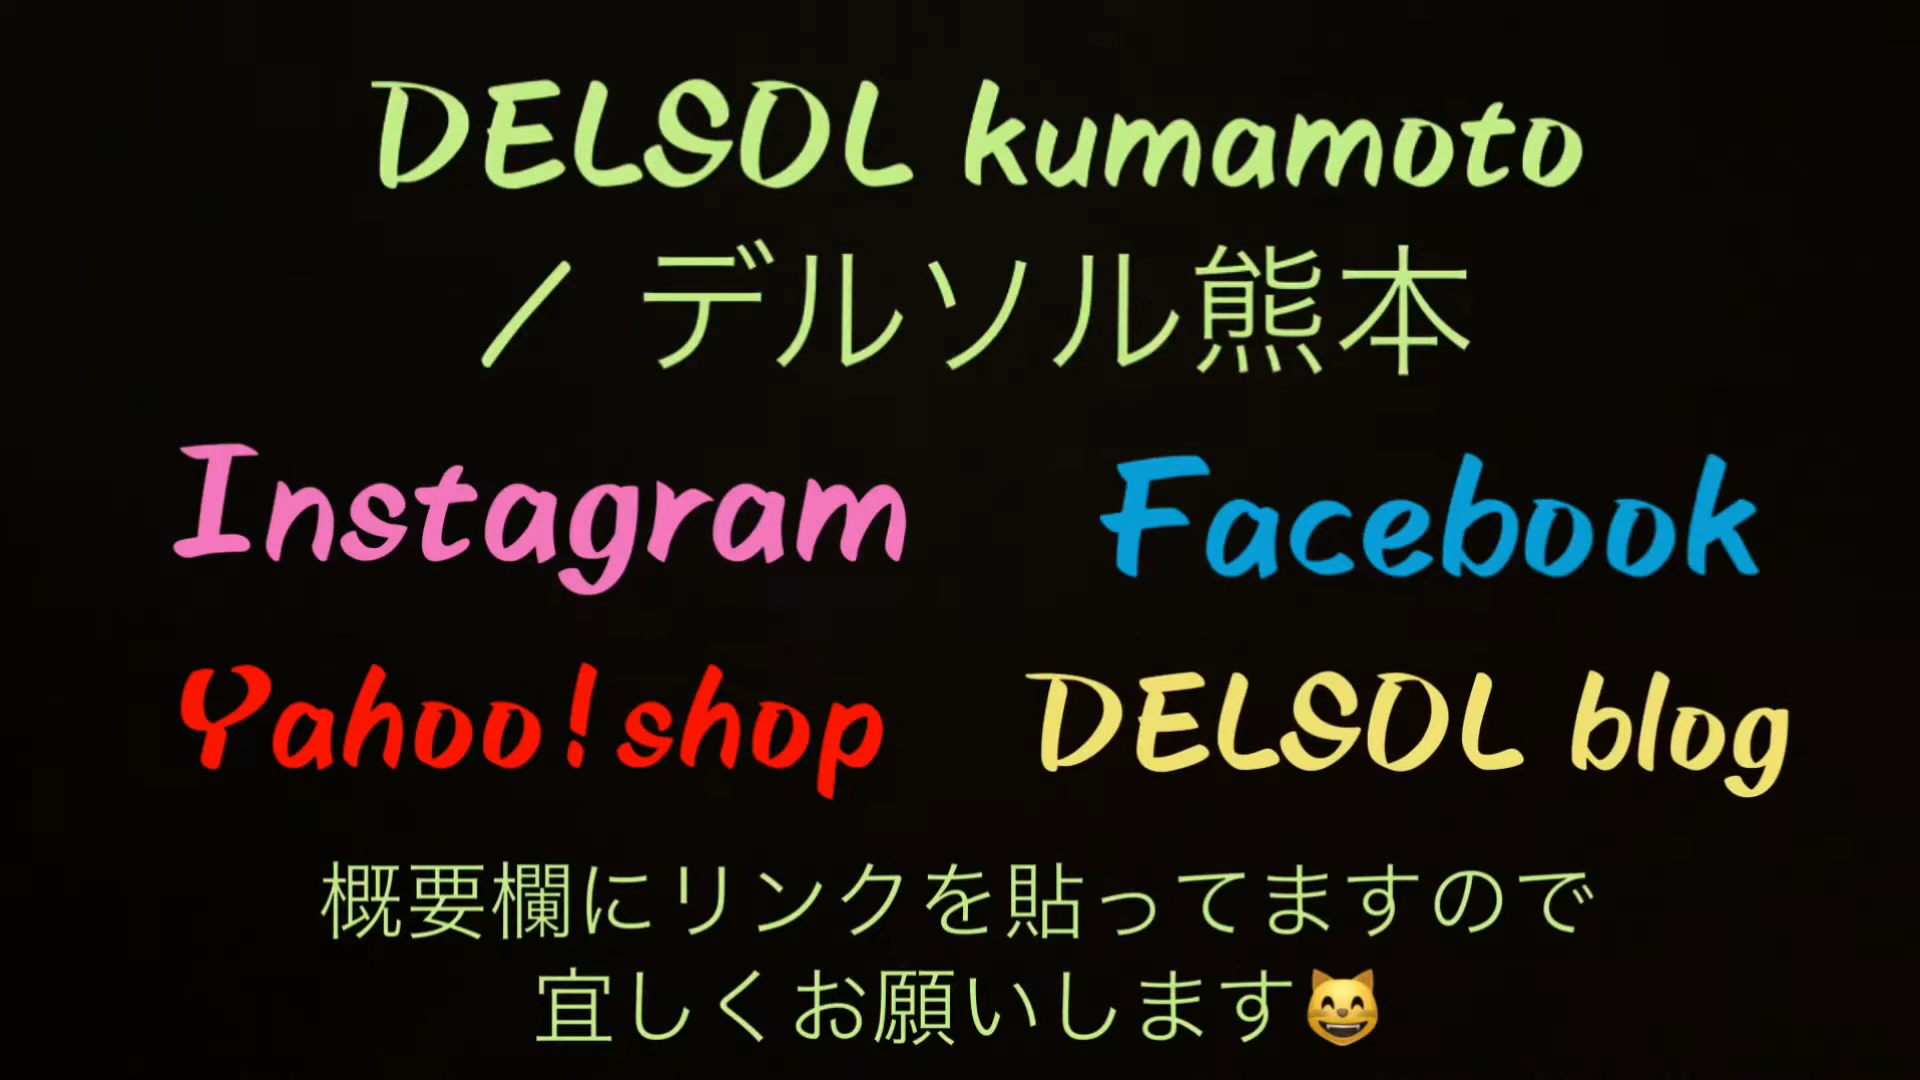 DELSOL kumamoto
/ デルソル熊本
Instagram Facebook
Yahoo!shop DELSOL blog
概要欄にリンクを貼ってますので
宜しくお願いします😸